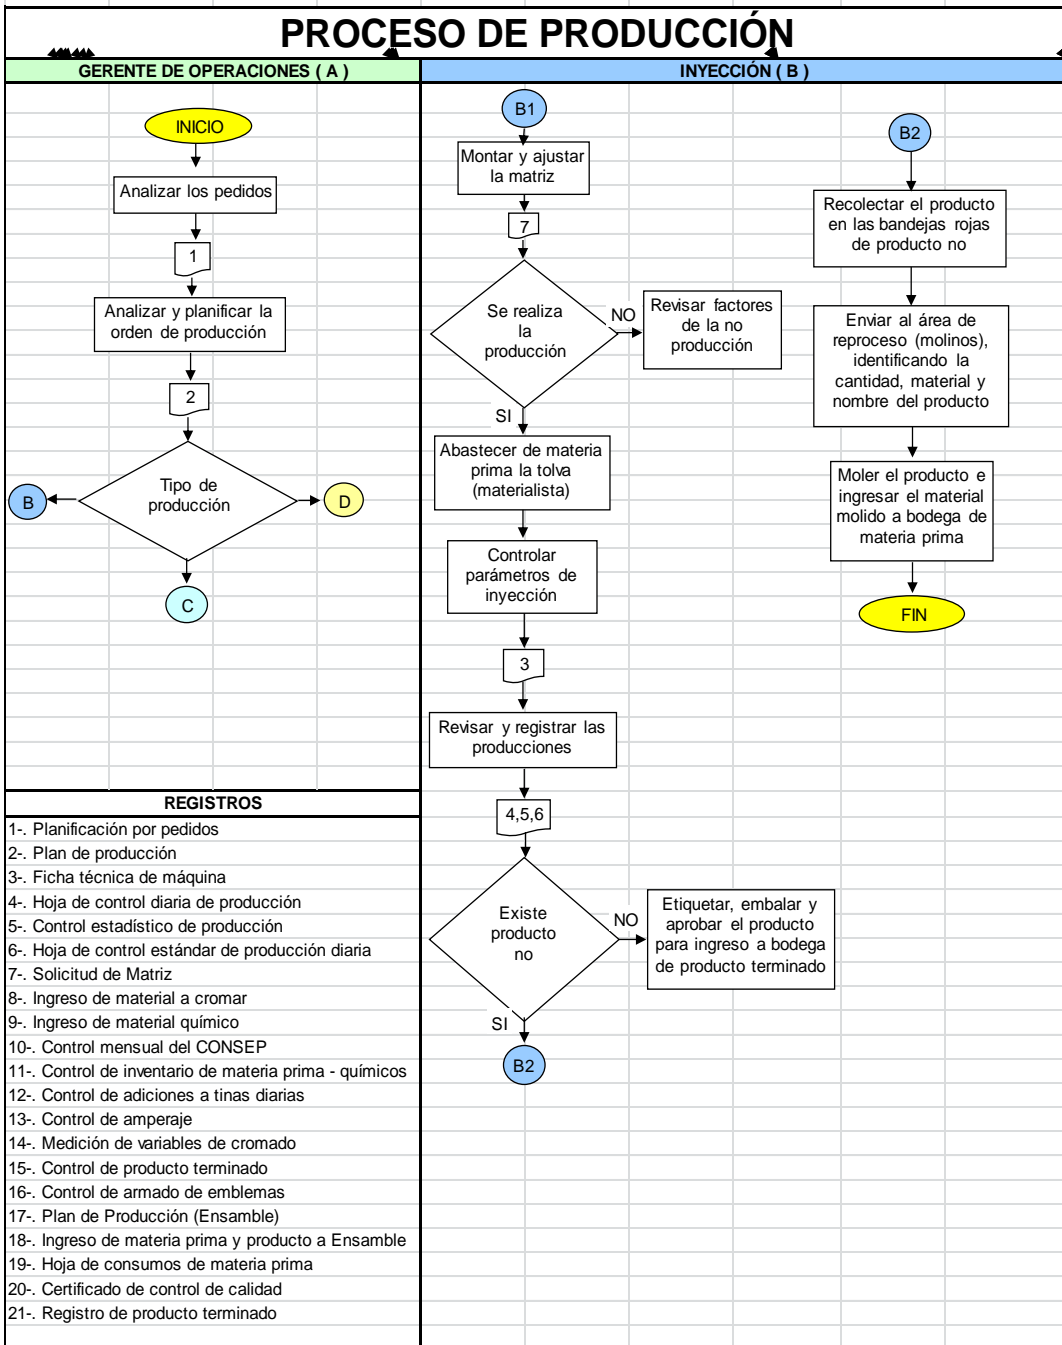 PROCESO DE PRODUCCIÓN
GERENTE DE OPERACIONES ( A )
INICIO
Analizar los pedidos
1
Analizar y planificar la
orden de producción
2
Tipo de
producción
B
D
C
REGISTROS
1-. Planificación por pedidos
2-. Plan de producción
3-. Ficha técnica de máquina
4-. Hoja de control diaria de producción
5-. Control estadístico de producción
6-. Hoja de control estándar de producción diaria
7-. Solicitud de Matriz
8-. Ingreso de material a cromar
9-. Ingreso de material químico
10-. Control mensual del CONSEP
11-. Control de inventario de materia prima - químicos
12-. Control de adiciones a tinas diarias
13-. Control de amperaje
14-. Medición de variables de cromado
15-. Control de producto terminado
16-. Control de armado de emblemas
17-. Plan de Producción (Ensamble)
18-. Ingreso de materia prima y producto a Ensamble
19-. Hoja de consumos de materia prima
20-. Certificado de control de calidad
21-. Registro de producto terminado
INYECCIÓN ( B )
B1
Montar y ajustar
la matriz
7
Se realiza
la
producción
NO
Revisar factores
de la no
producción
SI
Abastecer de materia
prima la tolva
(materialista)
Controlar
parámetros de
inyección
3
Revisar y registrar las
producciones
4,5,6
Existe
producto
no
NO
Etiquetar, embalar y
aprobar el producto
para ingreso a bodega
de producto terminado
SI
B2
B2
Recolectar el producto
en las bandejas rojas
de producto no
Enviar al área de
reproceso (molinos),
identificando la
cantidad, material y
nombre del producto
Moler el producto e
ingresar el material
molido a bodega de
materia prima
FIN